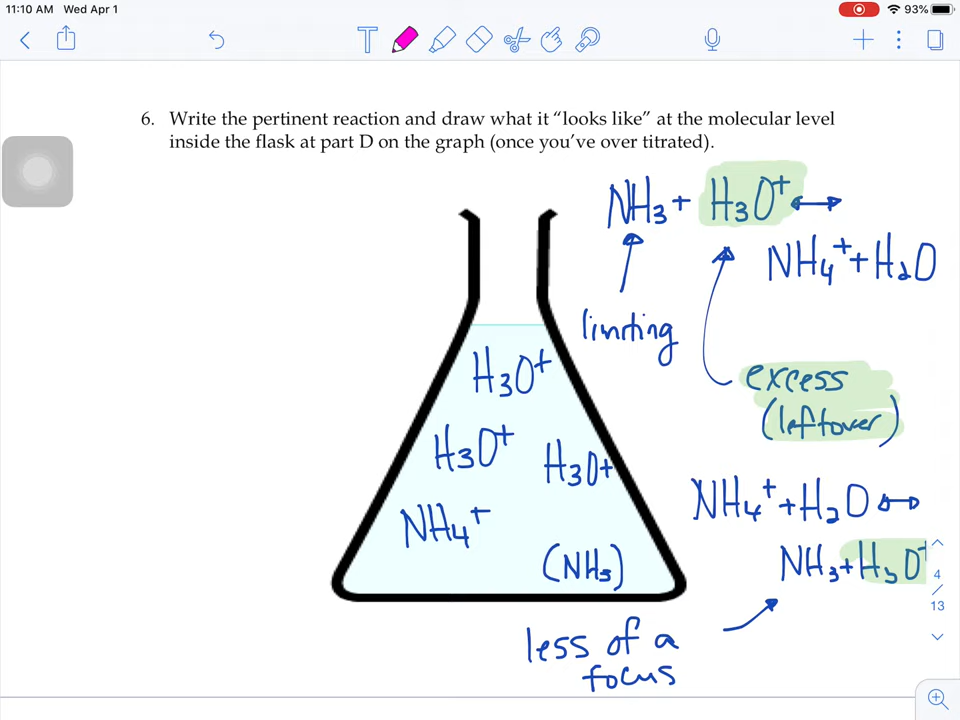 11:10 AM Wed Apr 1
93%
T
6. Write the pertinent reaction and draw what it “looks like” at the molecular level
inside the flask at part D on the graph (once you’ve over titrated).
NH₃ + H₃O⁺ ↔
NH₄⁺ + H₂O
limiting
H₃O⁺
excess
(leftover)
H₃O⁺
H₃O+
NH₄⁺ + H₂O ↔
NH₄⁺
(NH₃)
NH₃ + H₃O⁺
4
/
13
less of a
focus